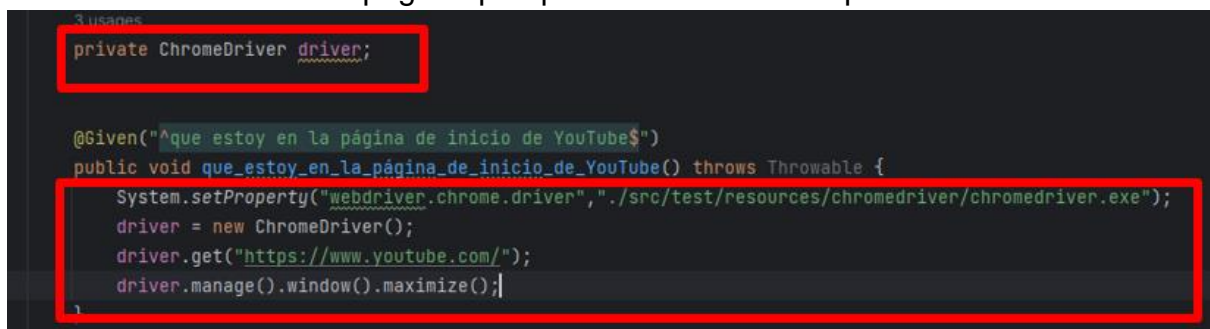 3 usages
private ChromeDriver driver;
@Given("^que estoy en la página de inicio de YouTube$")
public void que_estoy_en_la_página_de_inicio_de_YouTube() throws Throwable {
System.setProperty("webdriver.chrome.driver","./src/test/resources/chromedriver/chromedriver.exe");
driver = new ChromeDriver();
driver.get("https://www.youtube.com/");
driver.manage().window().maximize();
}